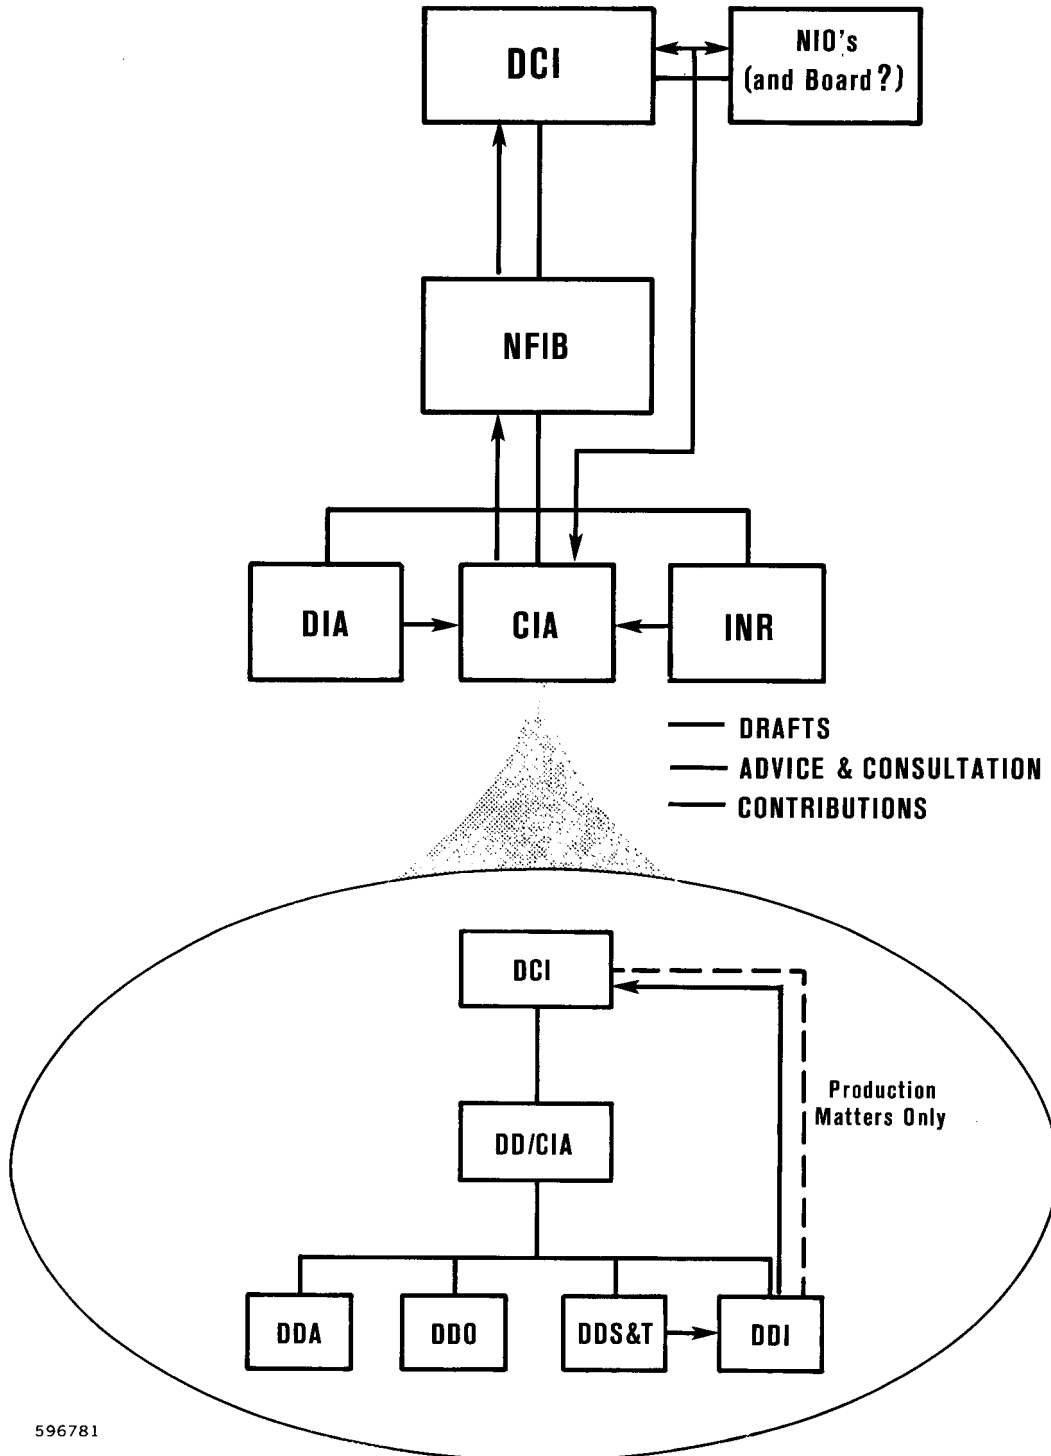 DCI
NIO's
(and Board?)
NFIB
DIA
CIA
INR
DRAFTS
ADVICE & CONSULTATION
CONTRIBUTIONS
DCI
Production
Matters Only
DD/CIA
DDA
DDO
DDS&T
DDI
596781